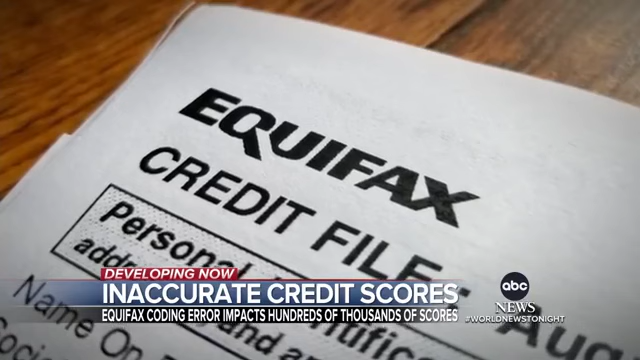 EQUIFAX
CREDIT FILE - Aug
Personal
Name On
DEVELOPING NOW
INACCURATE CREDIT SCORES
EQUIFAX CODING ERROR IMPACTS HUNDREDS OF THOUSANDS OF SCORES
abc
NEWS
#WORLDNEWSTONIGHT